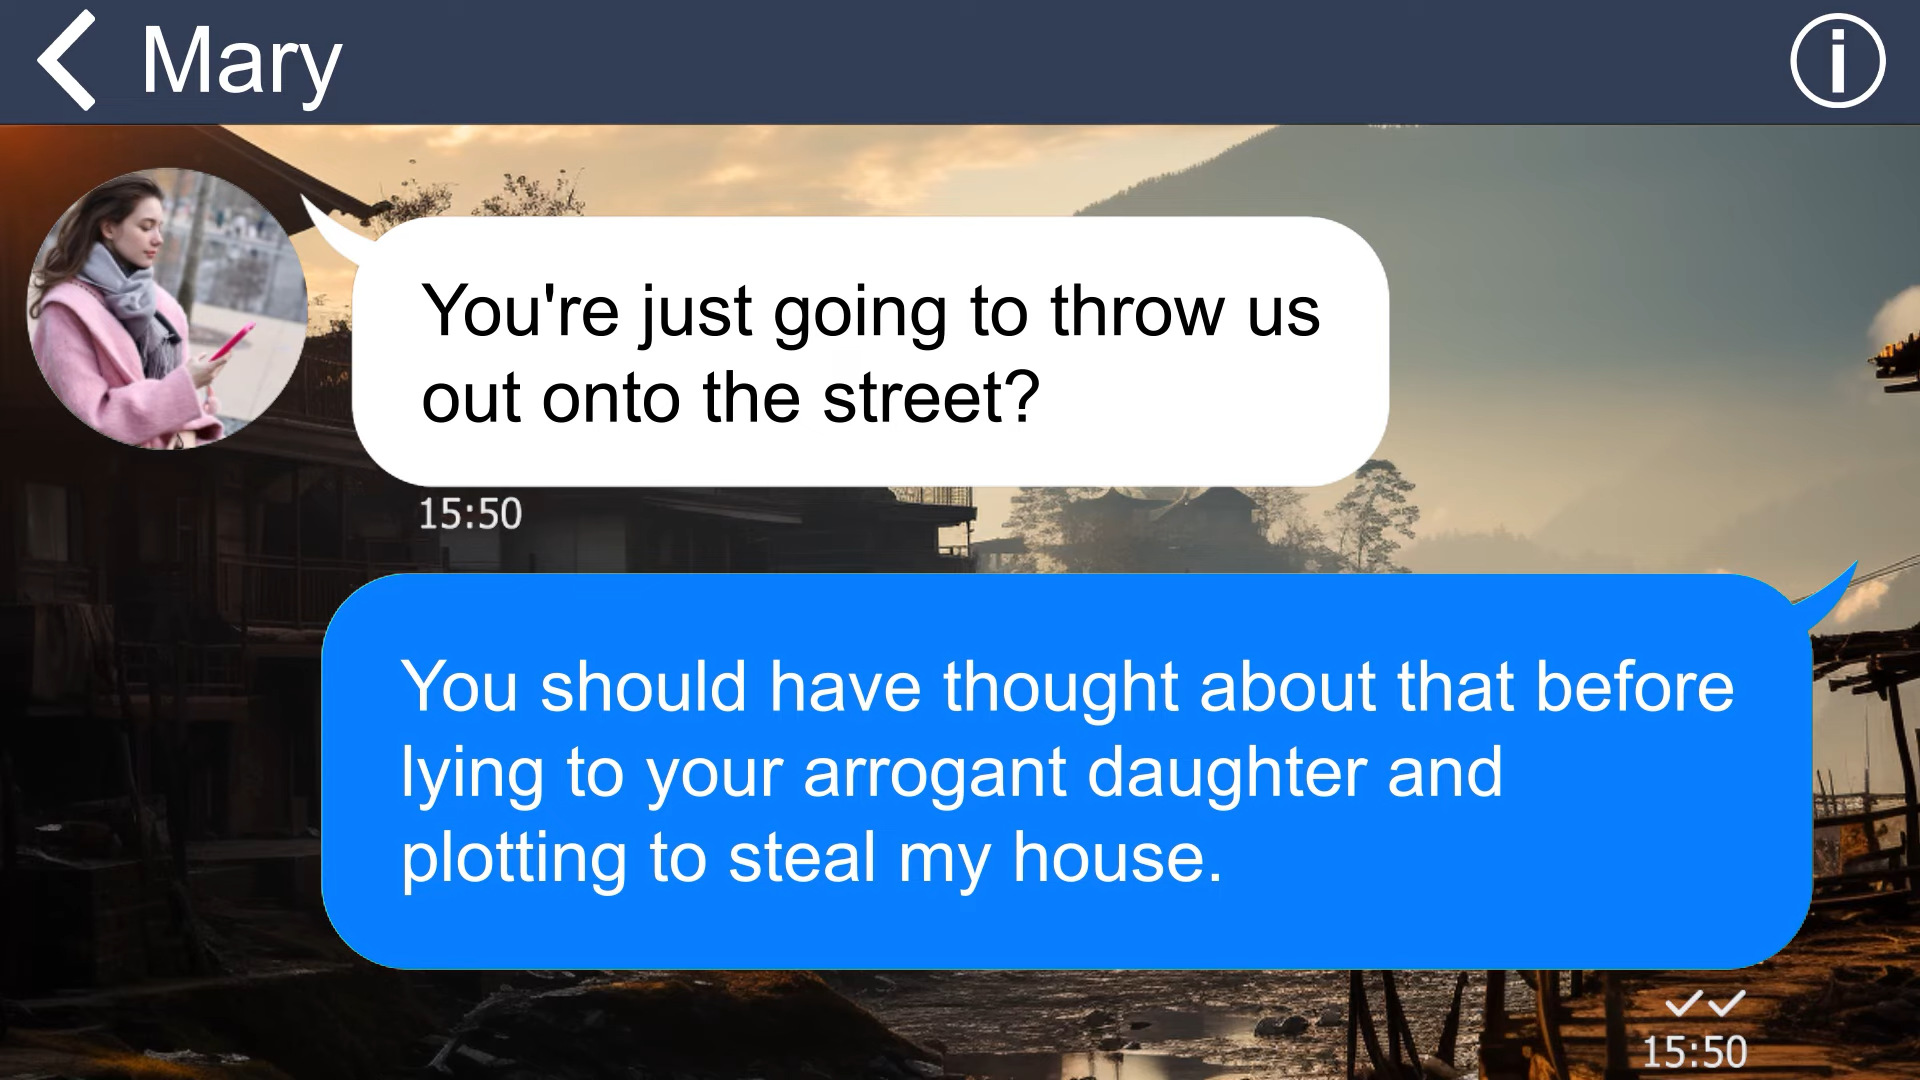 Mary
You're just going to throw us
out onto the street?
15:50
You should have thought about that before
lying to your arrogant daughter and
plotting to steal my house.
15:50